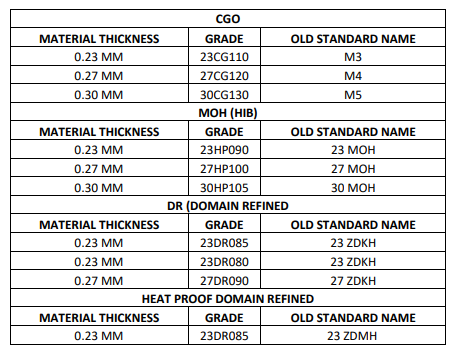 CGO
MATERIAL THICKNESS GRADE OLD STANDARD NAME
0.23 MM 23CG110 M3
0.27 MM 27CG120 M4
0.30 MM 30CG130 M5
MOH (HIB)
MATERIAL THICKNESS GRADE OLD STANDARD NAME
0.23 MM 23HP090 23 MOH
0.27 MM 27HP100 27 MOH
0.30 MM 30HP105 30 MOH
DR (DOMAIN REFINED
MATERIAL THICKNESS GRADE OLD STANDARD NAME
0.23 MM 23DR085 23 ZDKH
0.23 MM 23DR080 23 ZDKH
0.27 MM 27DR090 27 ZDKH
HEAT PROOF DOMAIN REFINED
MATERIAL THICKNESS GRADE OLD STANDARD NAME
0.23 MM 23DR085 23 ZDMH